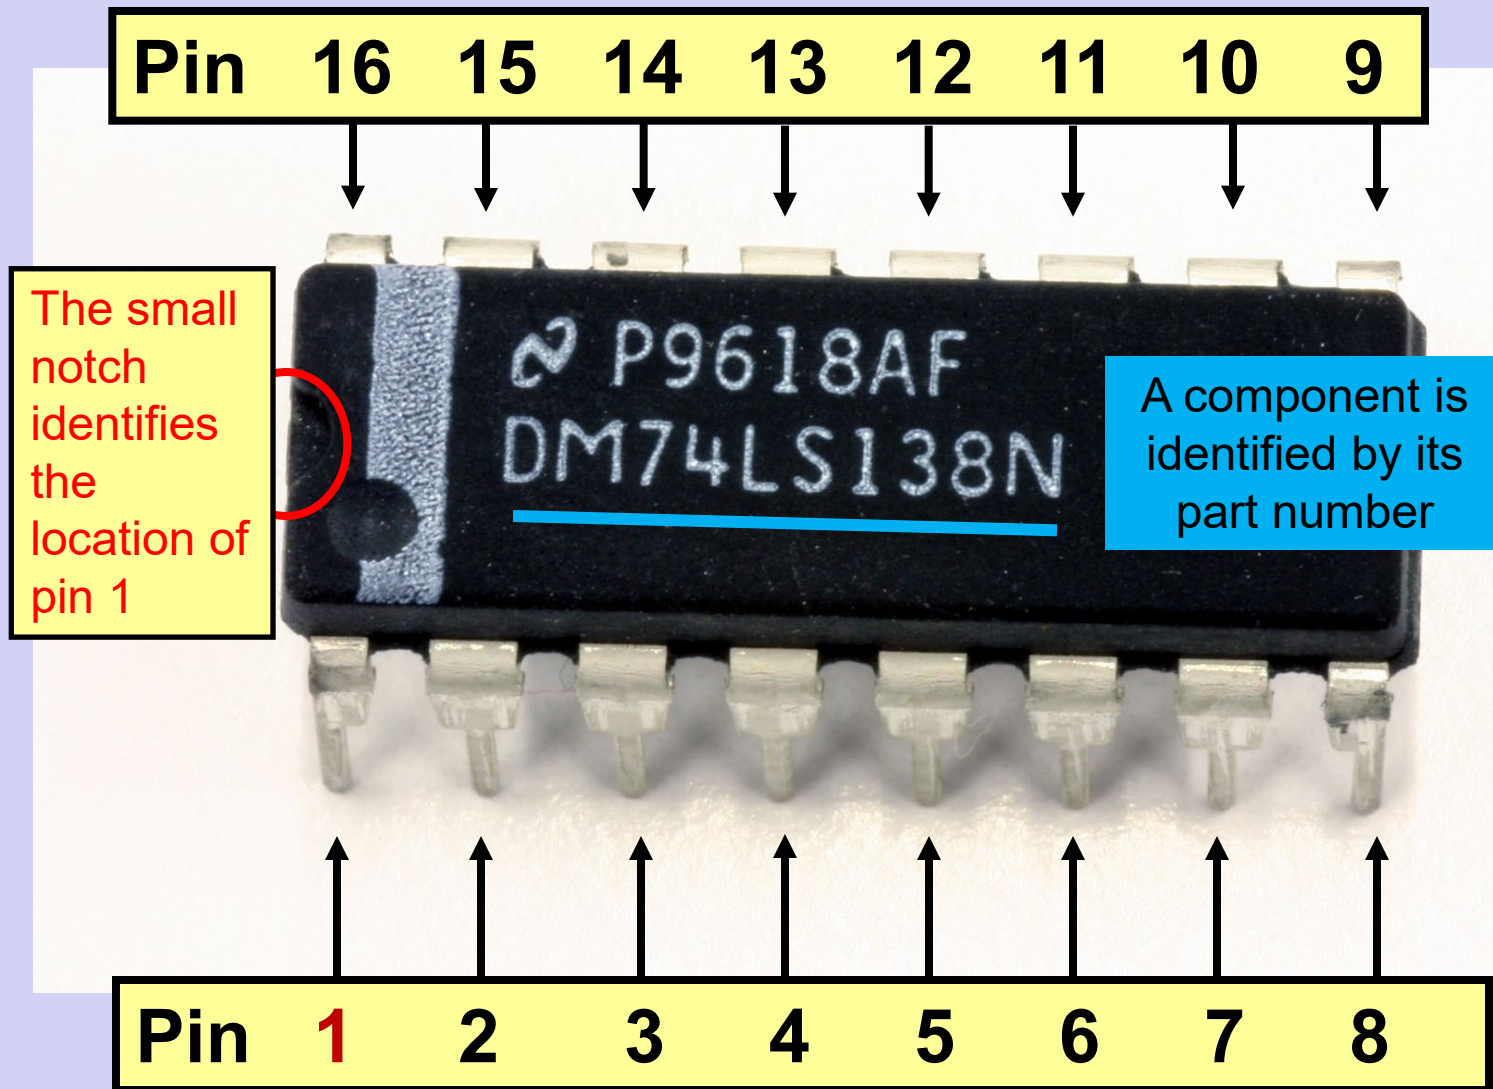 Pin 16 15 14 13 12 11 10 9
The small
notch
identifies
the
location of
pin 1
P9618AF
DM74LS138N
A component is
identified by its
part number
Pin 1 2 3 4 5 6 7 8